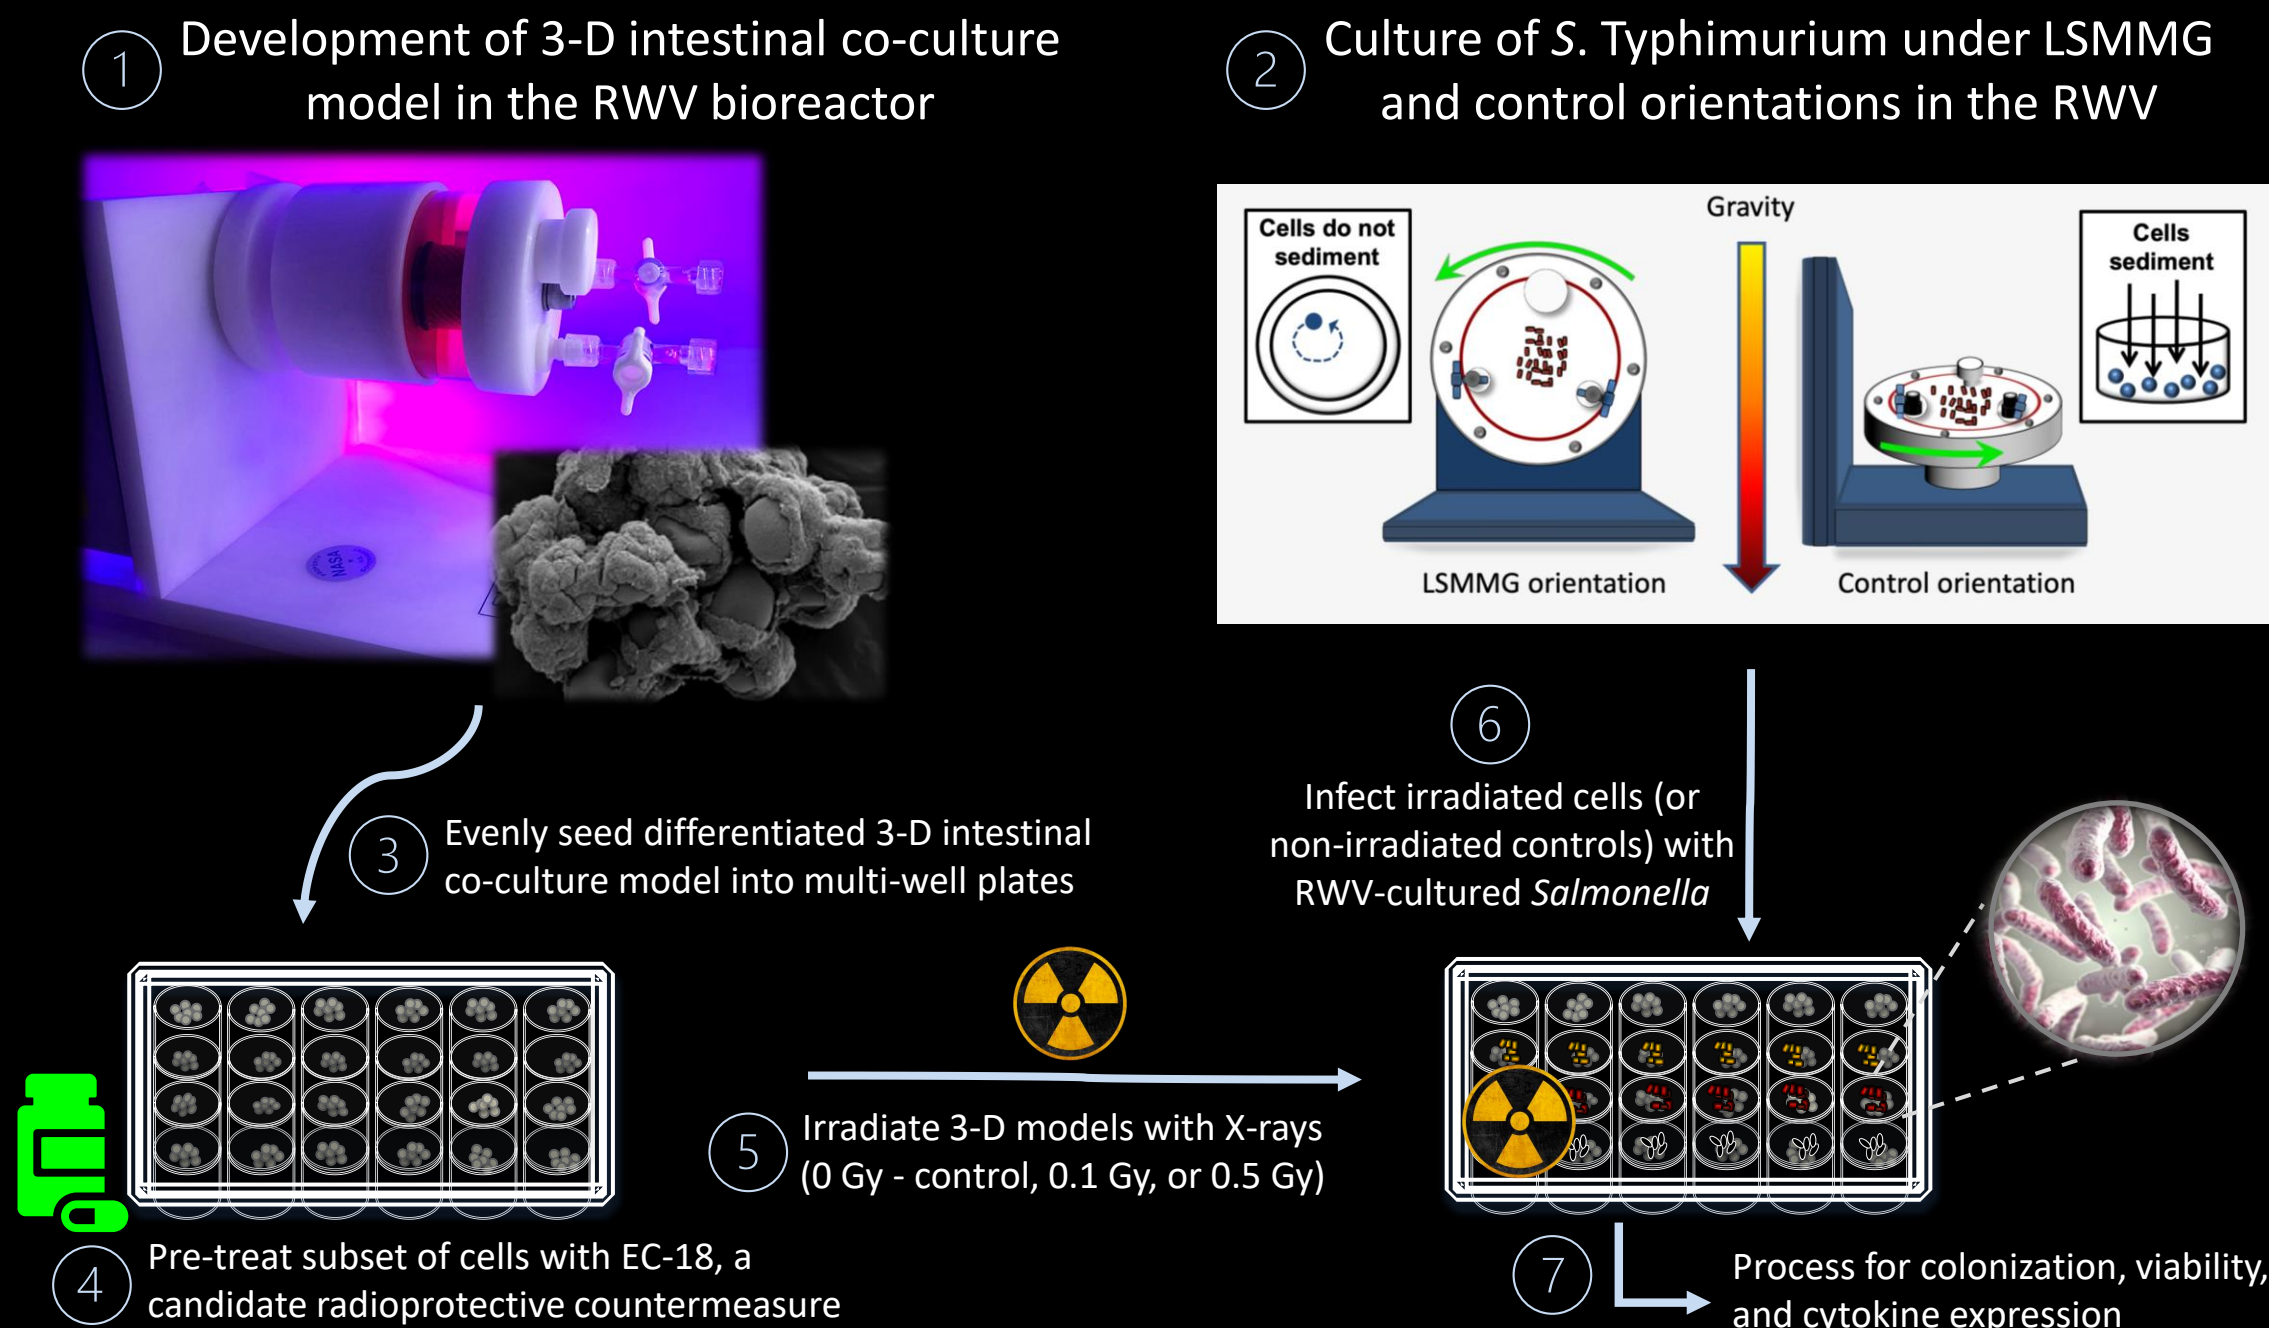 1
Development of 3-D intestinal co-culture
model in the RWV bioreactor
2
Culture of S. Typhimurium under LSMMG
and control orientations in the RWV
NASA
Cells do not
sediment
Gravity
Cells
sediment
LSMMG orientation
Control orientation
3
Evenly seed differentiated 3-D intestinal
co-culture model into multi-well plates
6
Infect irradiated cells (or
non-irradiated controls) with
RWV-cultured Salmonella
4
Pre-treat subset of cells with EC-18, a
candidate radioprotective countermeasure
5
Irradiate 3-D models with X-rays
(0 Gy - control, 0.1 Gy, or 0.5 Gy)
7
Process for colonization, viability,
and cytokine expression